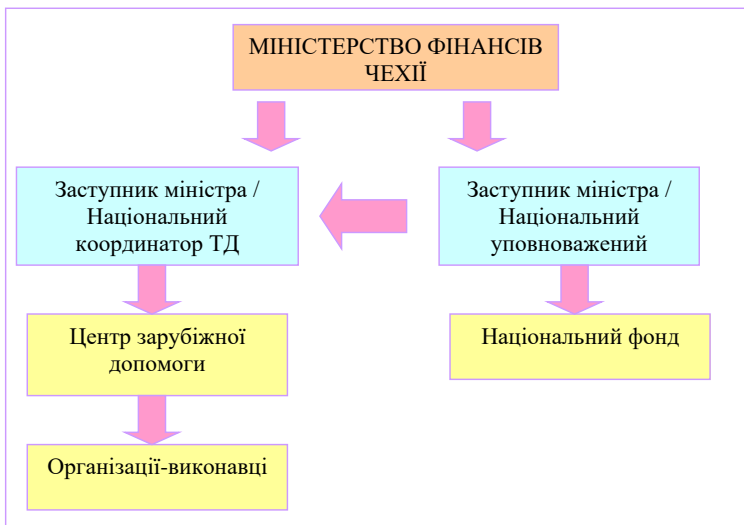 МІНІСТЕРСТВО ФІНАНСІВ
ЧЕХІЇ
Заступник міністра /
Національний
координатор ТД
Заступник міністра /
Національний
уповноважений
Центр зарубіжної
допомоги
Національний фонд
Організації-виконавці